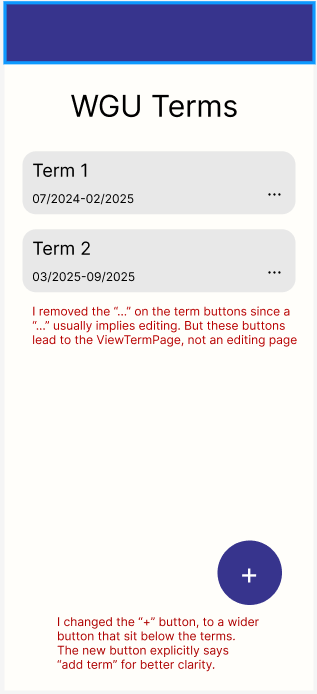 WGU Terms
Term 1
07/2024-02/2025
...
Term 2
03/2025-09/2025
...
I removed the “...” on the term buttons since a
“...” usually implies editing. But these buttons
lead to the ViewTermPage, not an editing page
+
I changed the “+” button, to a wider
button that sit below the terms.
The new button explicitly says
“add term” for better clarity.